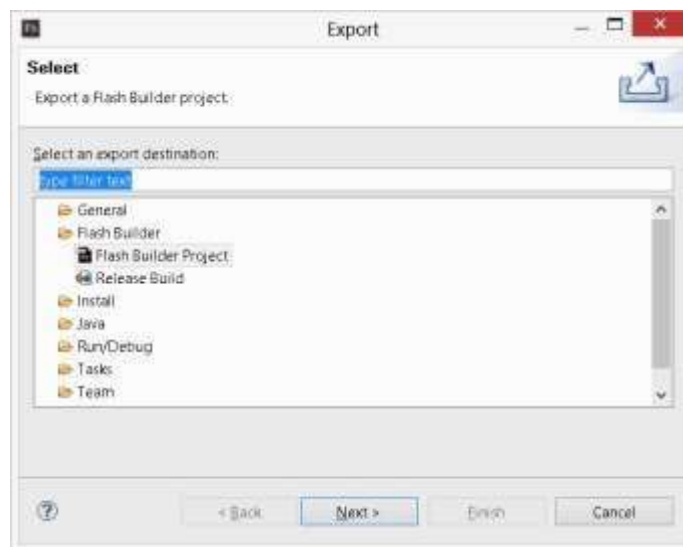 Fb
Export
Select
Export a Flash Builder project.
Select an export destination:
type filter text
General
Flash Builder
Flash Builder Project
Release Build
Install
Java
Run/Debug
Tasks
Team
?
< Back
Next >
Finish
Cancel